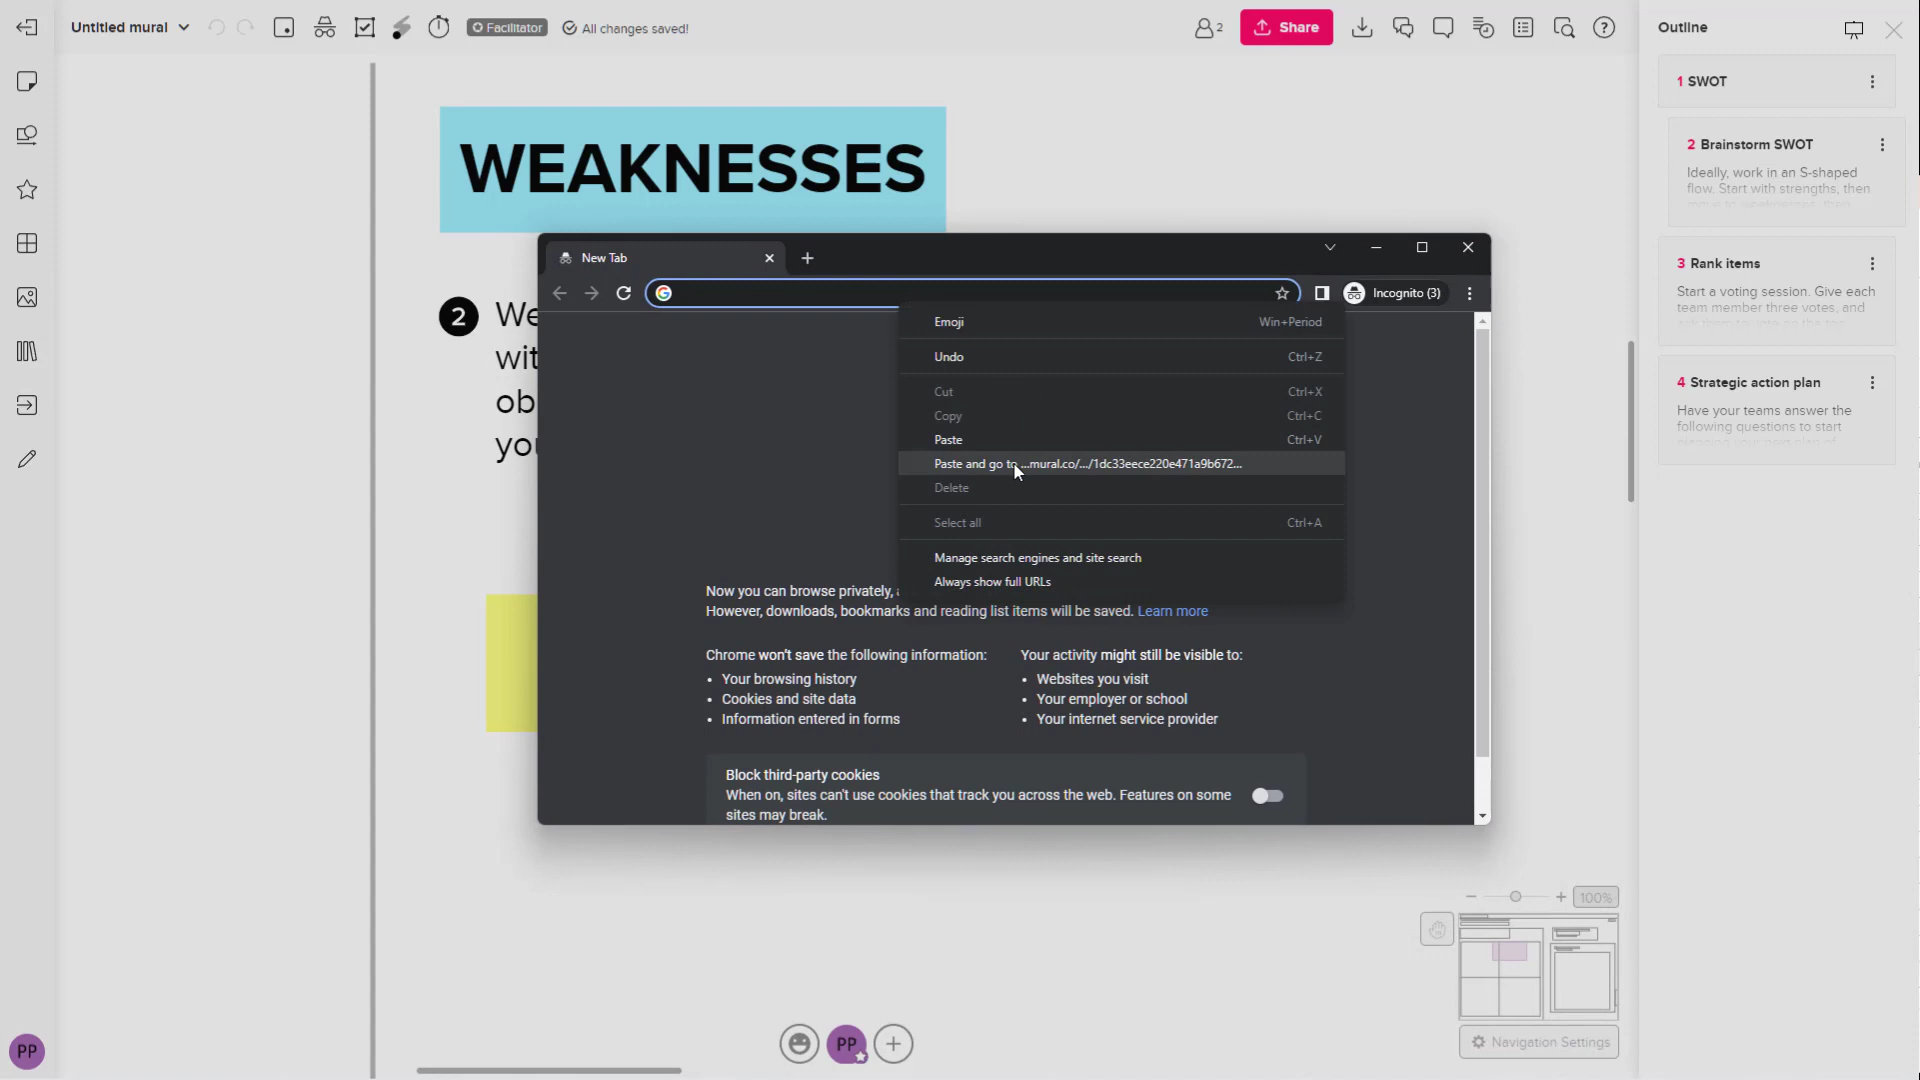 Untitled mural
Facilitator
All changes saved!
2
Share
Outline
1 SWOT
2 Brainstorm SWOT
Ideally, work in an S-shaped
flow. Start with strengths, then
3 Rank items
Start a voting session. Give each
team member three votes, and
4 Strategic action plan
Have your teams answer the
following questions to start
WEAKNESSES
2
New Tab
Incognito (3)
Emoji Win+Period
Undo Ctrl+Z
Cut Ctrl+X
Copy Ctrl+C
Paste Ctrl+V
Paste and go to ...mural.co/.../1dc33eece220e471a9b672...
Delete
Select all Ctrl+A
Manage search engines and site search
Always show full URLs
Now you can browse privately,
However, downloads, bookmarks and reading list items will be saved. Learn more
Chrome won't save the following information:
• Your browsing history
• Cookies and site data
• Information entered in forms
Your activity might still be visible to:
• Websites you visit
• Your employer or school
• Your internet service provider
Block third-party cookies
When on, sites can't use cookies that track you across the web. Features on some
sites may break.
100%
Navigation Settings
PP
PP